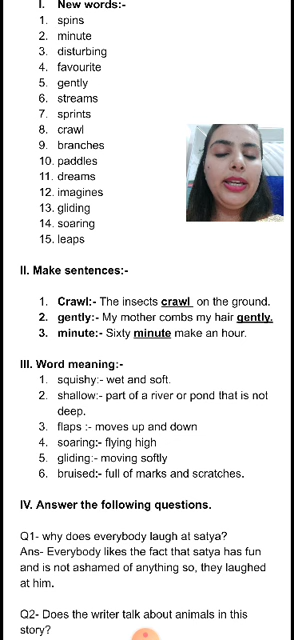 I. New words:-
1. spins
2. minute
3. disturbing
4. favourite
5. gently
6. streams
7. sprints
8. crawl
9. branches
10. paddles
11. dreams
12. imagines
13. gliding
14. soaring
15. leaps
II. Make sentences:-
1. Crawl:- The insects crawl on the ground.
2. gently:- My mother combs my hair gently.
3. minute:- Sixty minute make an hour.
III. Word meaning:-
1. squishy:- wet and soft.
2. shallow:- part of a river or pond that is not
deep.
3. flaps :- moves up and down
4. soaring:- flying high
5. gliding:- moving softly
6. bruised:- full of marks and scratches.
IV. Answer the following questions.
Q1- why does everybody laugh at satya?
Ans- Everybody likes the fact that satya has fun
and is not ashamed of anything so, they laughed
at him.
Q2- Does the writer talk about animals in this
story?